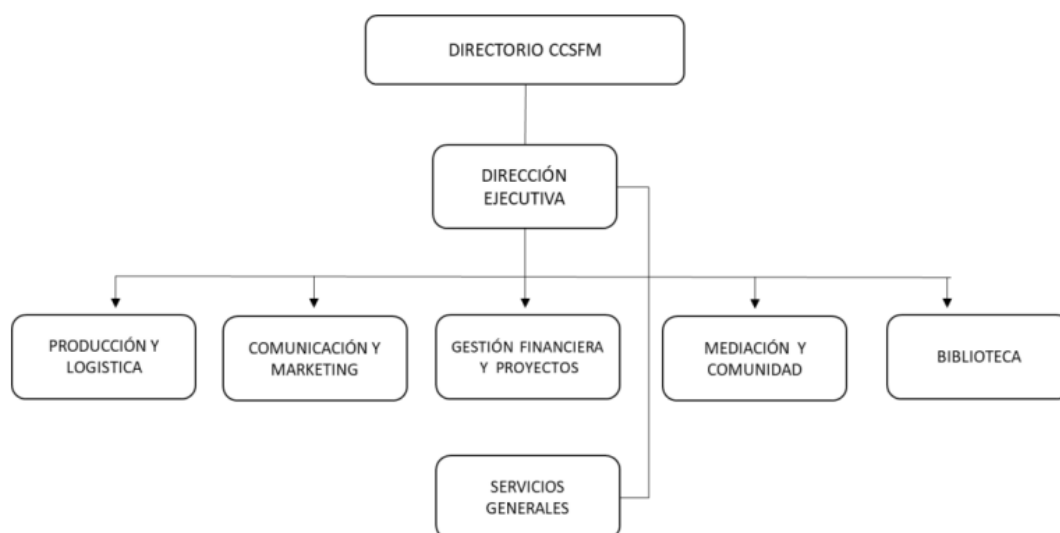 DIRECTORIO CCSFM
DIRECCIÓN
EJECUTIVA
PRODUCCIÓN Y
LOGISTICA
COMUNICACIÓN Y
MARKETING
GESTIÓN FINANCIERA
Y PROYECTOS
MEDIACIÓN Y
COMUNIDAD
BIBLIOTECA
SERVICIOS
GENERALES